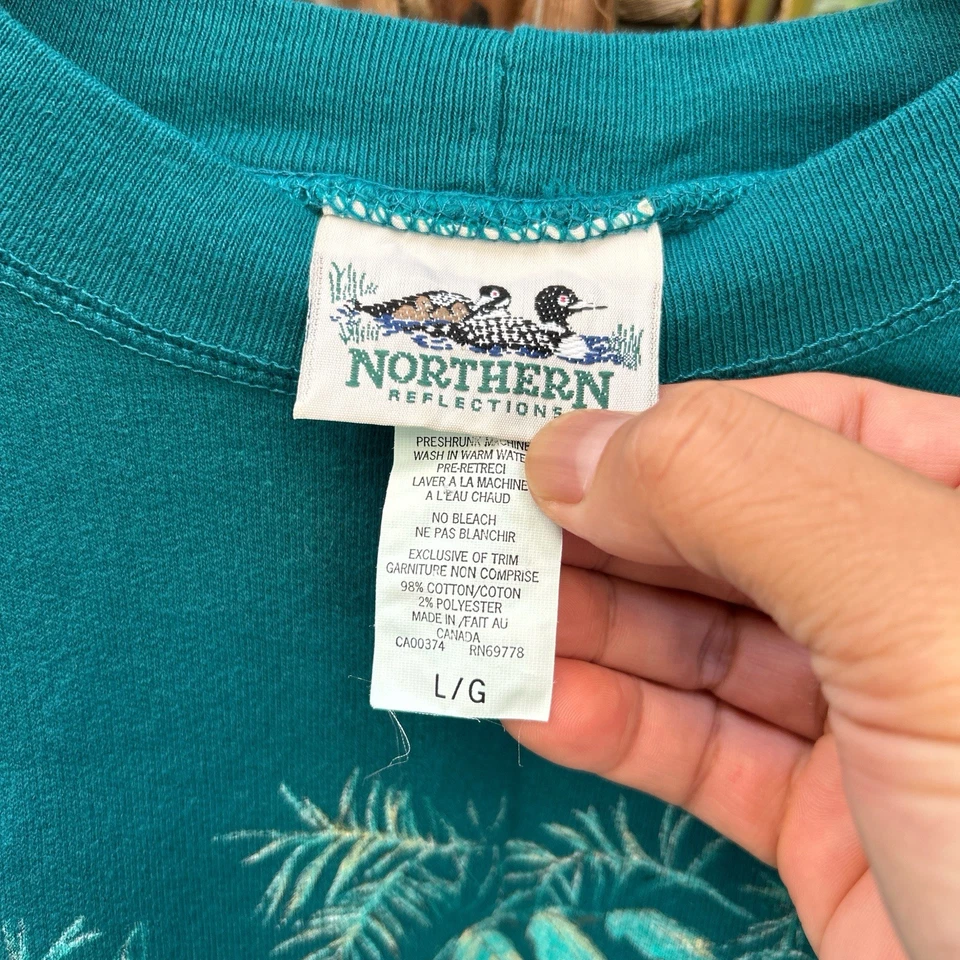 NORTHERN
REFLECTIONS
PRESHRUNK MACHINE
WASH IN WARM
PRE-RETRECI
LAVER A LA MACHINE
A L'EAU CHAUD
NO BLEACH
NE PAS BLANCHIR
EXCLUSIVE OF TRIM
GARNITURE NON COMPRISE
98% COTTON/COTON
2% POLYESTER
MADE IN /FAIT AU
CANADA
CA00374 RN69778
L/G